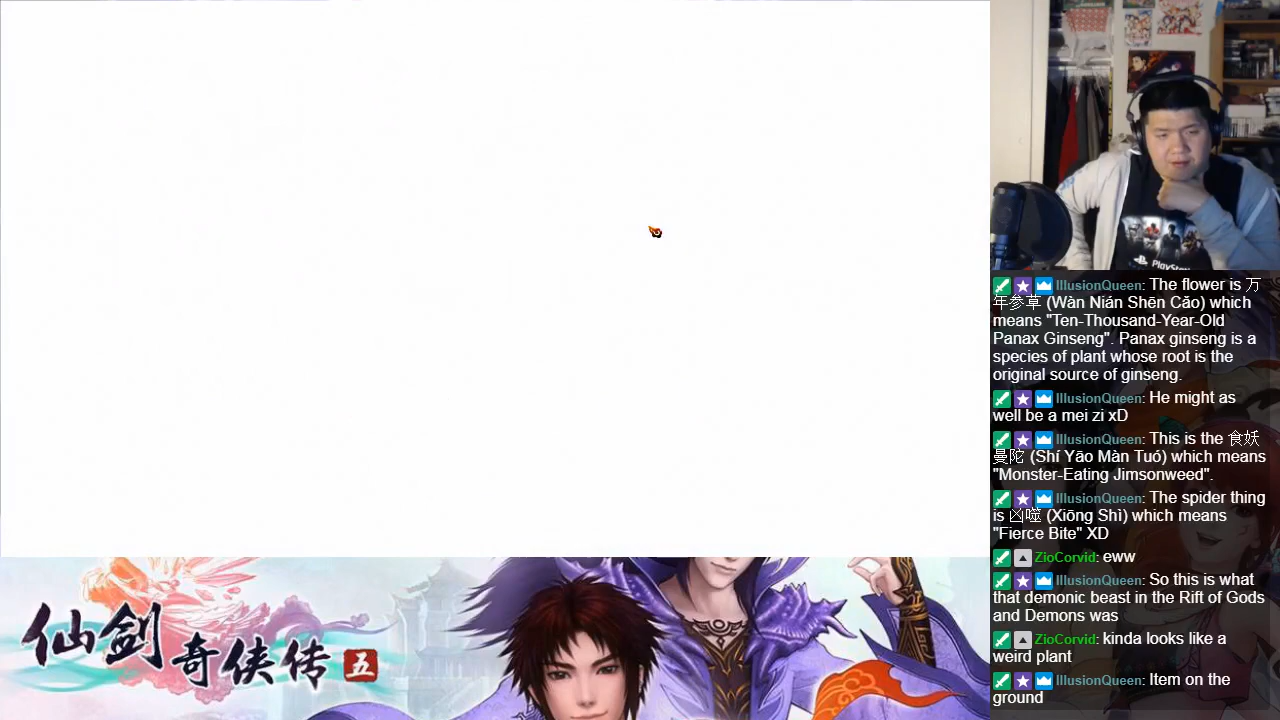 PlayStation
IllusionQueen: The flower is 万
年参草 (Wàn Nián Shēn Cǎo) which
means "Ten-Thousand-Year-Old
Panax Ginseng". Panax ginseng is a
species of plant whose root is the
original source of ginseng.
IllusionQueen: He might as
well be a mei zi xD
IllusionQueen: This is the 食妖
曼陀 (Shí Yāo Màn Tuó) which means
"Monster-Eating Jimsonweed".
IllusionQueen: The spider thing
is 凶噬 (Xiōng Shì) which means
"Fierce Bite" XD
ZioCorvid: eww
IllusionQueen: So this is what
that demonic beast in the Rift of Gods
and Demons was
ZioCorvid: kinda looks like a
weird plant
IllusionQueen: Item on the
ground
仙剑奇侠传五